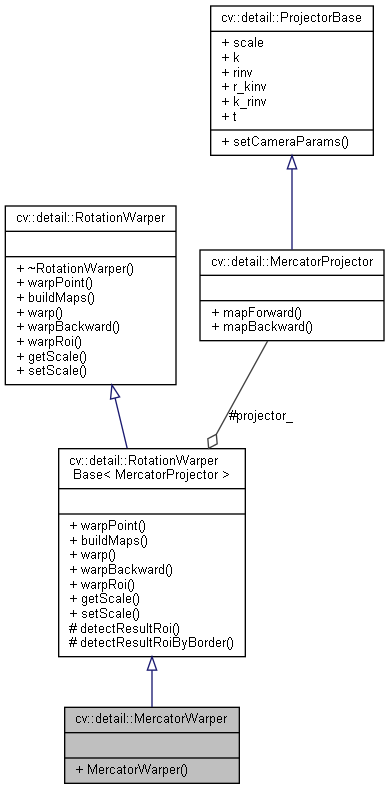 cv::detail::ProjectorBase
+ scale
+ k
+ rinv
+ r_kinv
+ k_rinv
+ t
+ setCameraParams()
cv::detail::RotationWarper
+ ~RotationWarper()
+ warpPoint()
+ buildMaps()
+ warp()
+ warpBackward()
+ warpRoi()
+ getScale()
+ setScale()
cv::detail::MercatorProjector
+ mapForward()
+ mapBackward()
#projector_
cv::detail::RotationWarper
Base< MercatorProjector >
+ warpPoint()
+ buildMaps()
+ warp()
+ warpBackward()
+ warpRoi()
+ getScale()
+ setScale()
# detectResultRoi()
# detectResultRoiByBorder()
cv::detail::MercatorWarper
+ MercatorWarper()